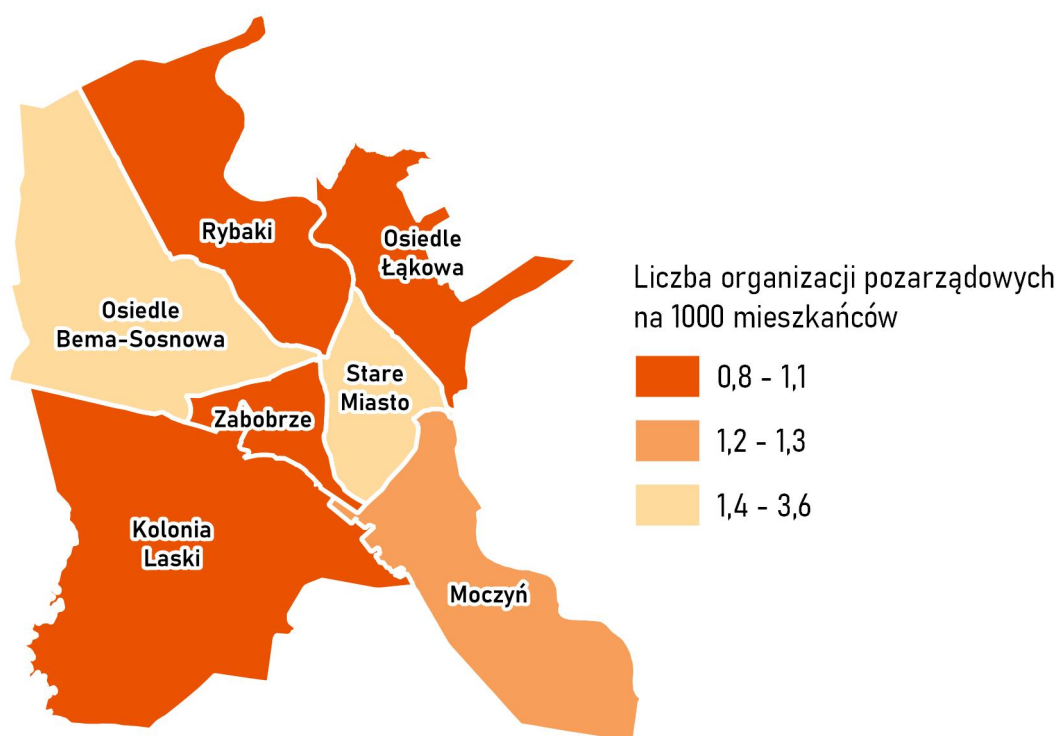 Rybaki
Osiedle
Łąkowa
Osiedle
Bema-Sosnowa
Stare
Miasto
Zabobrze
Kolonia
Laski
Moczyń
Liczba organizacji pozarządowych
na 1000 mieszkańców
0,8 - 1,1
1,2 - 1,3
1,4 - 3,6